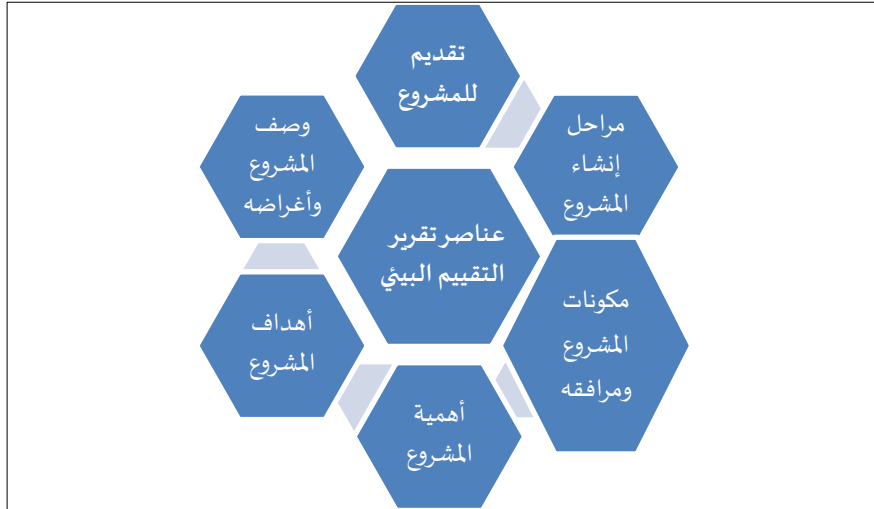 تقديم
للمشروع
مراحل
إنشاء
المشروع
وصف
المشروع
وأغراضه
عناصر تقرير
التقييم البيئي
مكونات
المشروع
ومرافقه
أهداف
المشروع
أهمية
المشروع